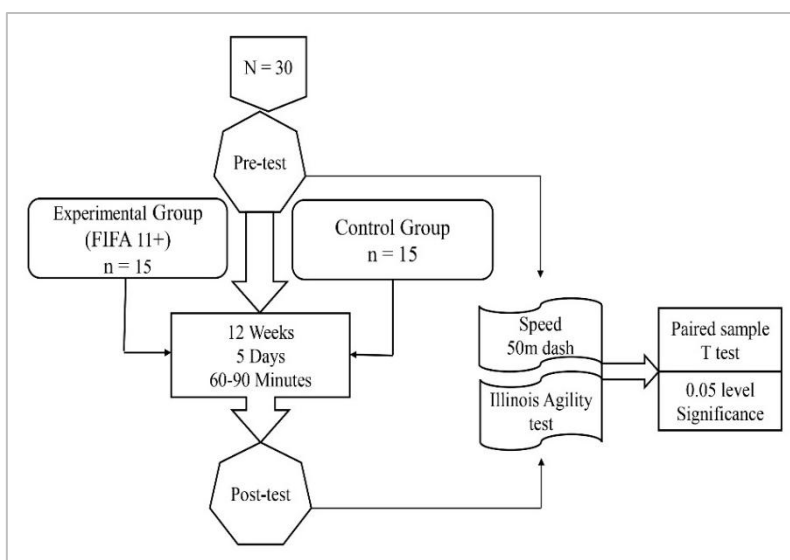 N = 30
Pre-test
Experimental Group
(FIFA 11+)
n = 15
Control Group
n = 15
12 Weeks
5 Days
60-90 Minutes
Speed
50m dash
Illinois Agility
test
Paired sample
T test
0.05 level
Significance
Post-test